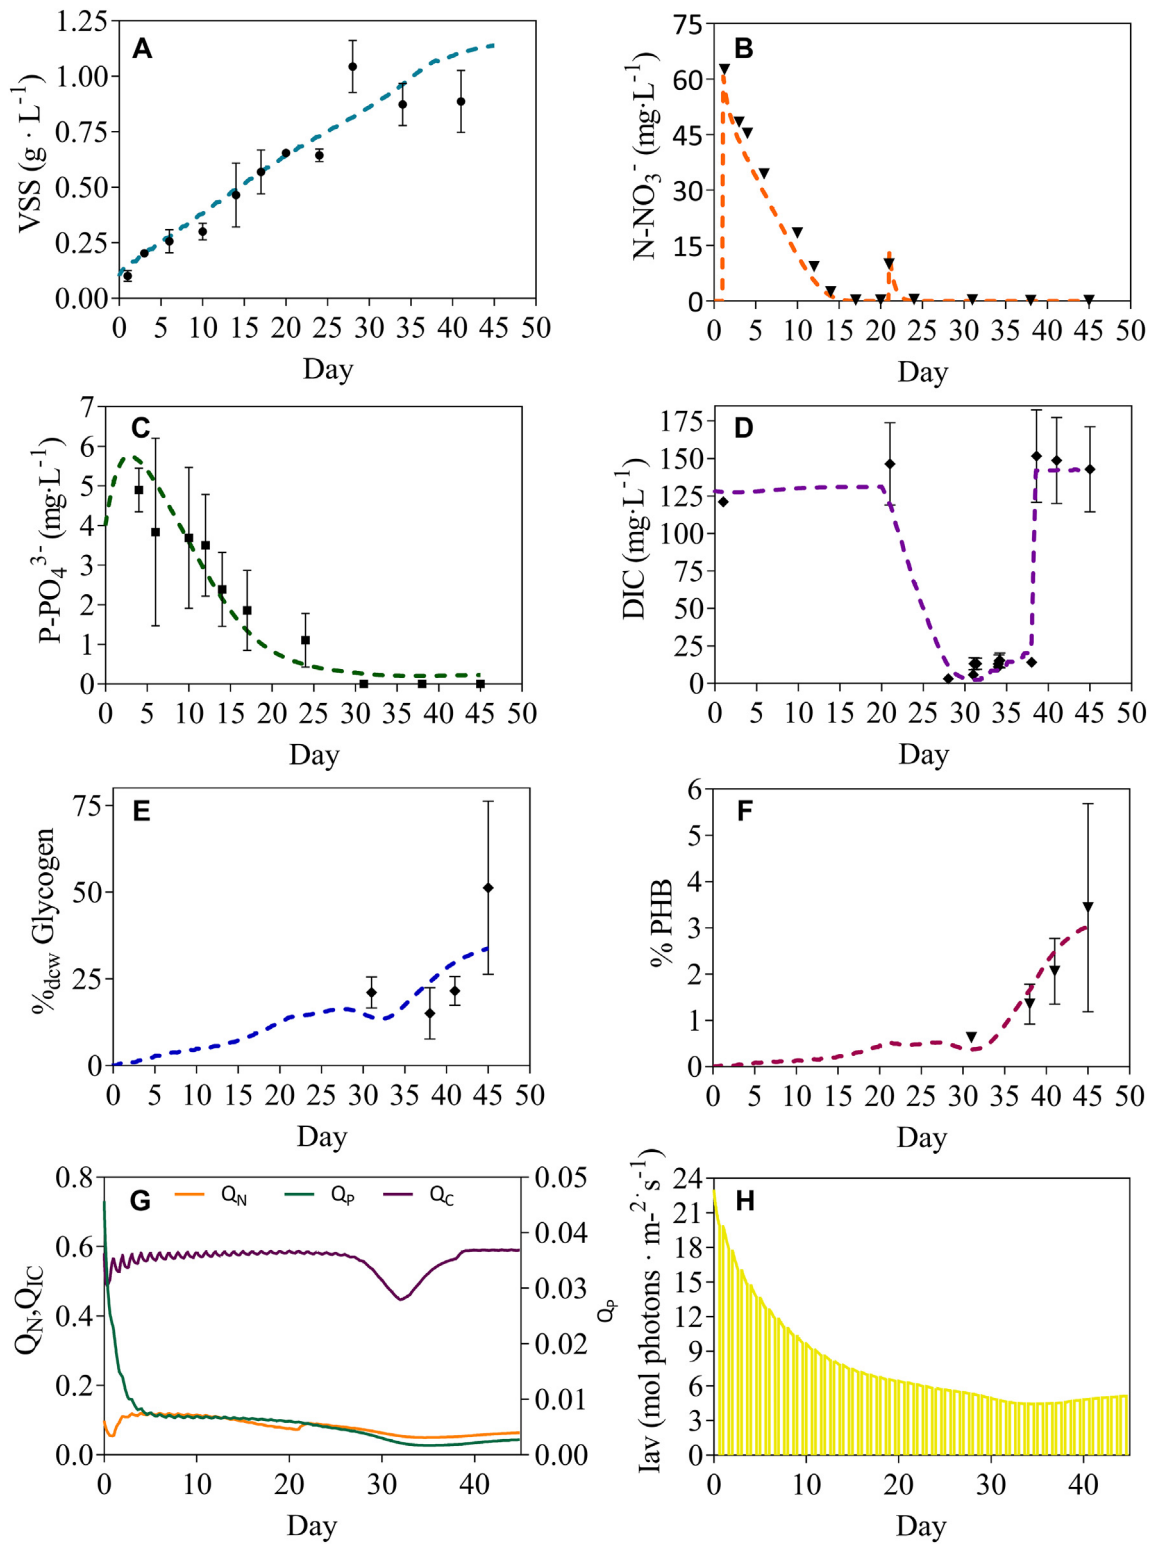 A
VSS (g · L⁻¹)
1.25
1.00
0.75
0.50
0.25
0.00
0 5 10 15 20 25 30 35 40 45 50
Day
B
N-NO₃⁻ (mg·L⁻¹)
75
60
45
30
15
0
0 5 10 15 20 25 30 35 40 45 50
Day
C
P-PO₄³⁻ (mg·L⁻¹)
7
6
5
4
3
2
1
0
0 5 10 15 20 25 30 35 40 45 50
Day
D
DIC (mg·L⁻¹)
175
150
125
100
75
50
25
0
0 5 10 15 20 25 30 35 40 45 50
Day
E
%dcw Glycogen
75
50
25
0
0 5 10 15 20 25 30 35 40 45 50
Day
F
% PHB
6
5
4
3
2
1
0
0 5 10 15 20 25 30 35 40 45 50
Day
G
Q_N Q_P Q_C
Q_N,Q_IC
0.8
0.6
0.4
0.2
0.0
0.05
0.04
0.03
0.02
0.01
0.00
Q_P
0 10 20 30 40
Day
H
Iav (mol photons · m-²· s⁻¹)
24
21
18
15
12
9
6
3
0
0 10 20 30 40
Day